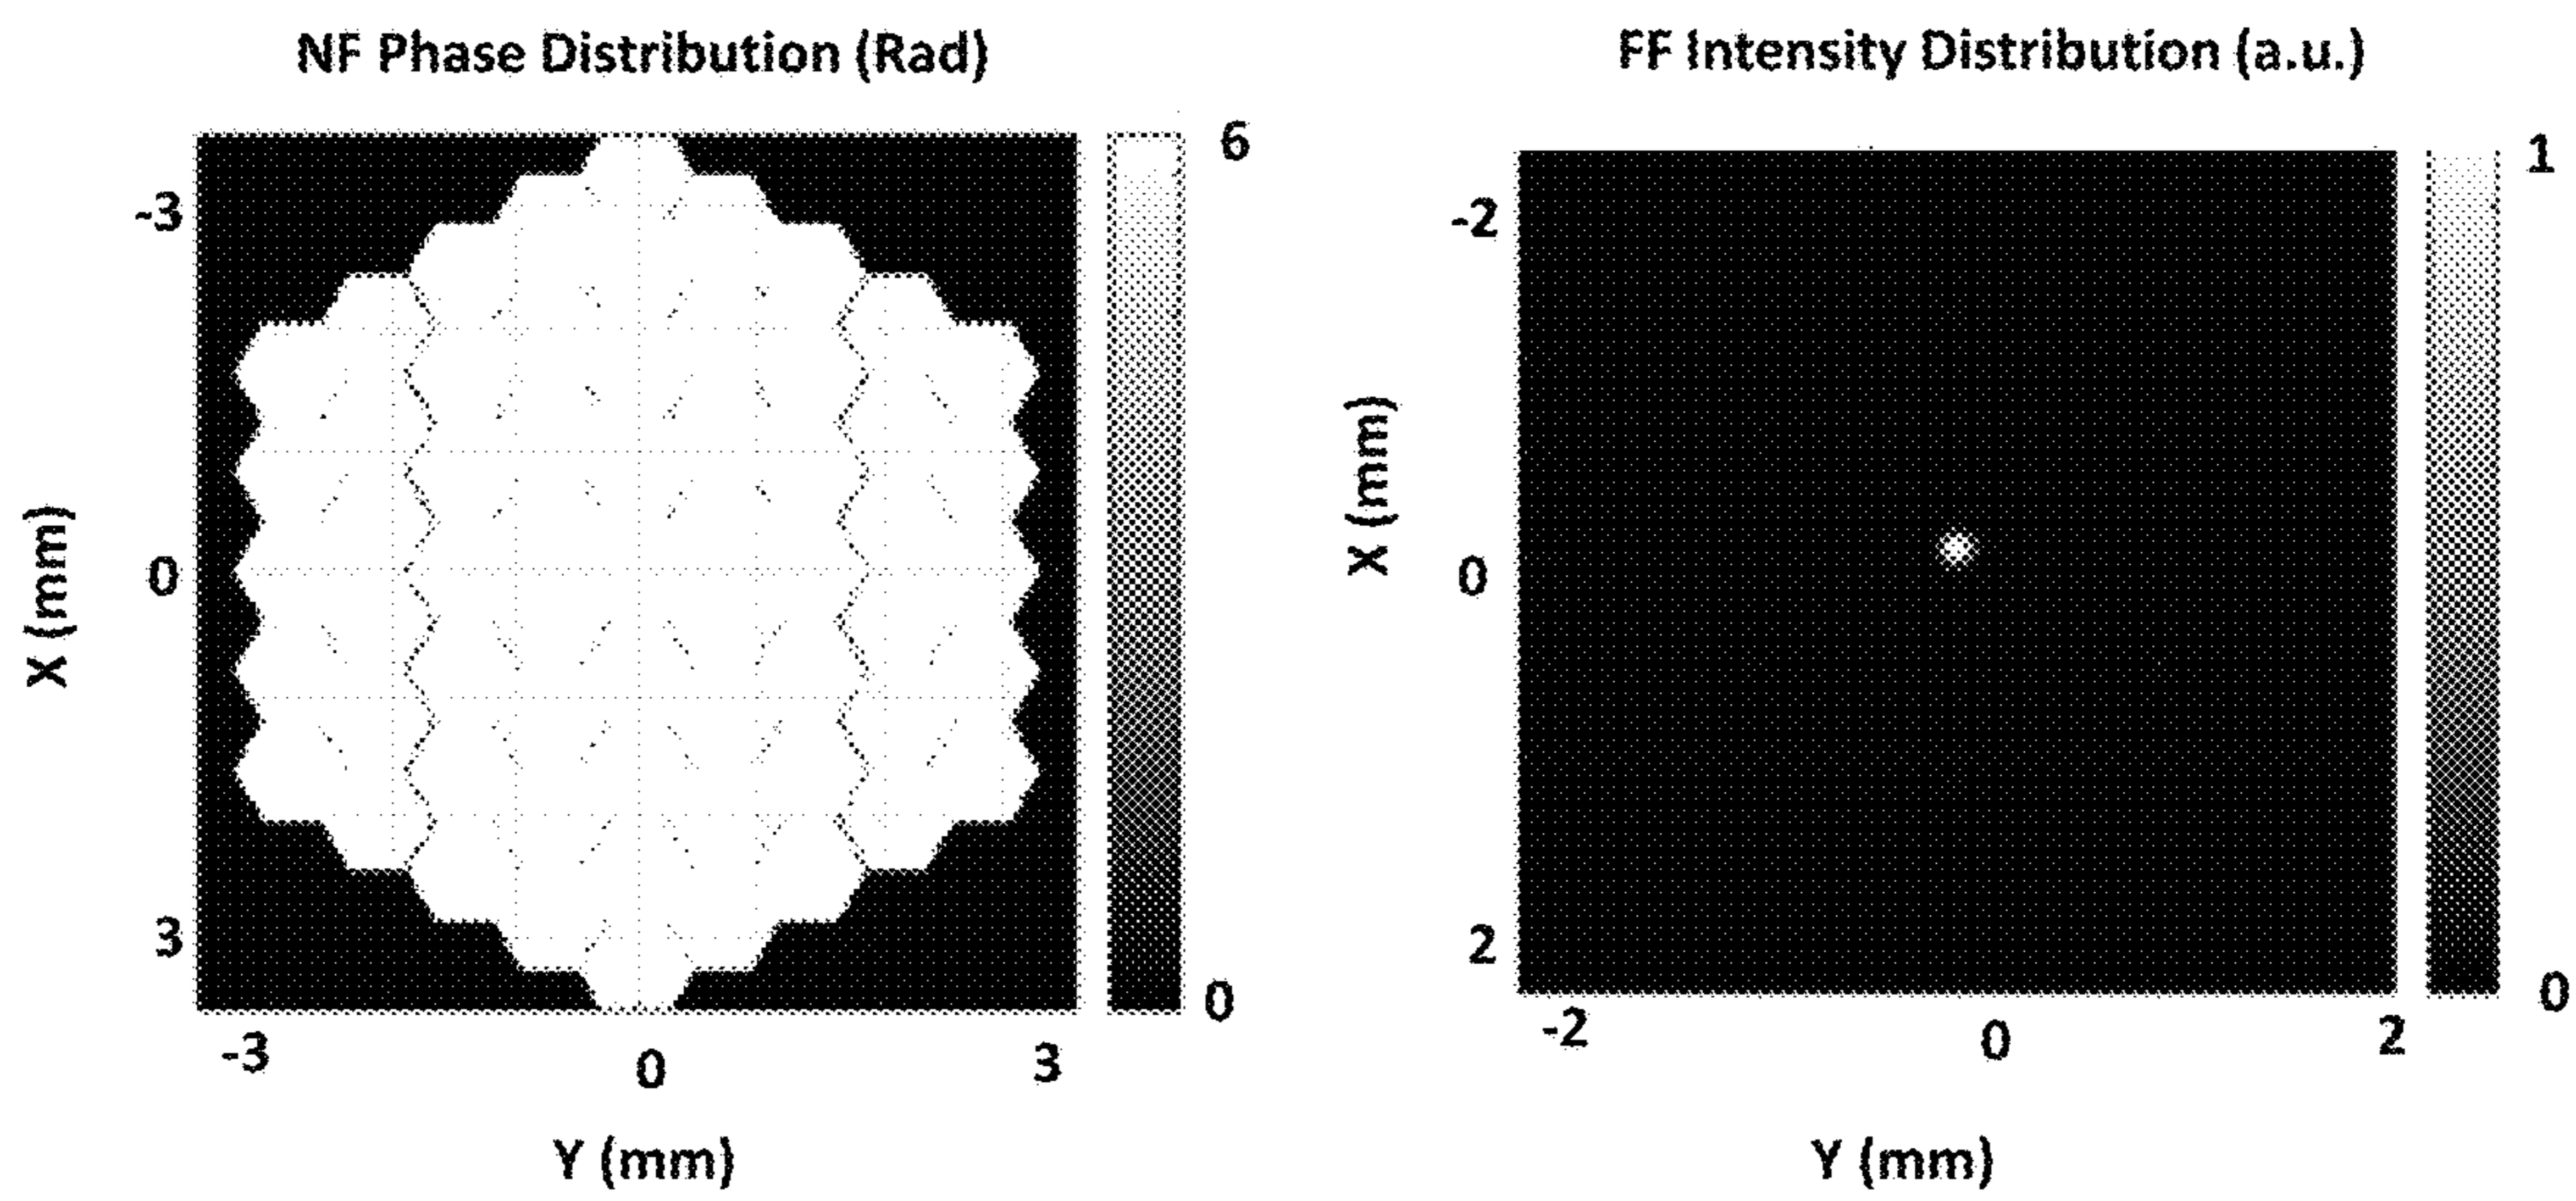 NF Phase Distribution (Rad)
6
-3
0
3
X (mm)
0
-3
0
3
Y (mm)
FF Intensity Distribution (a.u.)
1
-2
0
2
X (mm)
0
-2
0
2
Y (mm)